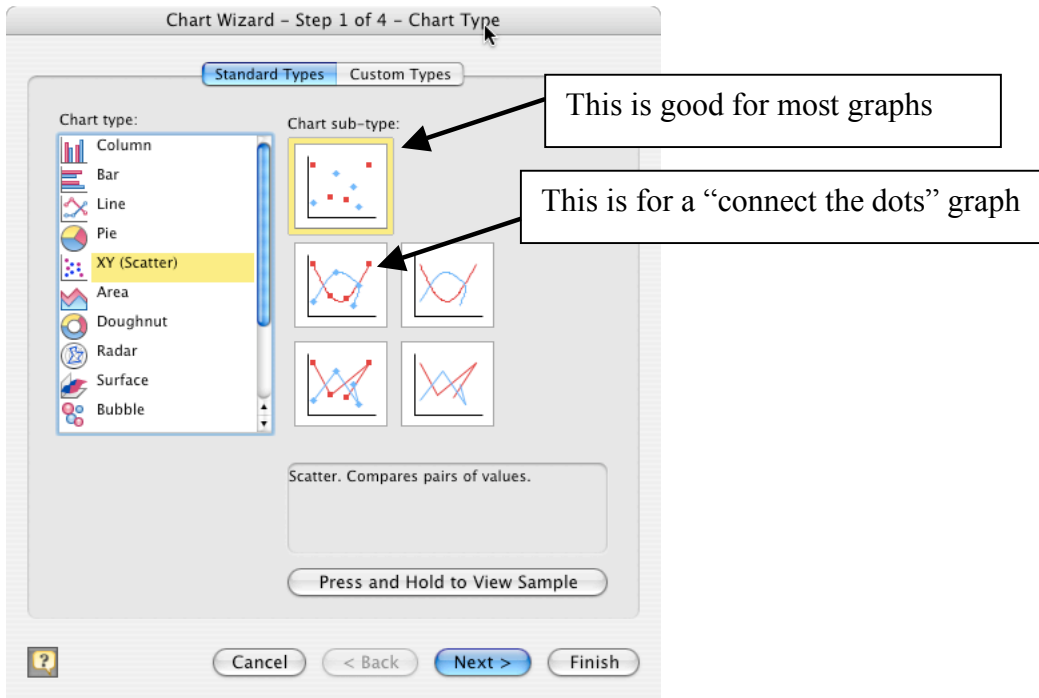 Chart Wizard – Step 1 of 4 – Chart Type
Standard Types
Custom Types
This is good for most graphs
Chart type:
Chart sub-type:
Column
Bar
Line
Pie
XY (Scatter)
Area
Doughnut
Radar
Surface
Bubble
This is for a “connect the dots” graph
Scatter. Compares pairs of values.
Press and Hold to View Sample
?
Cancel
< Back
Next >
Finish